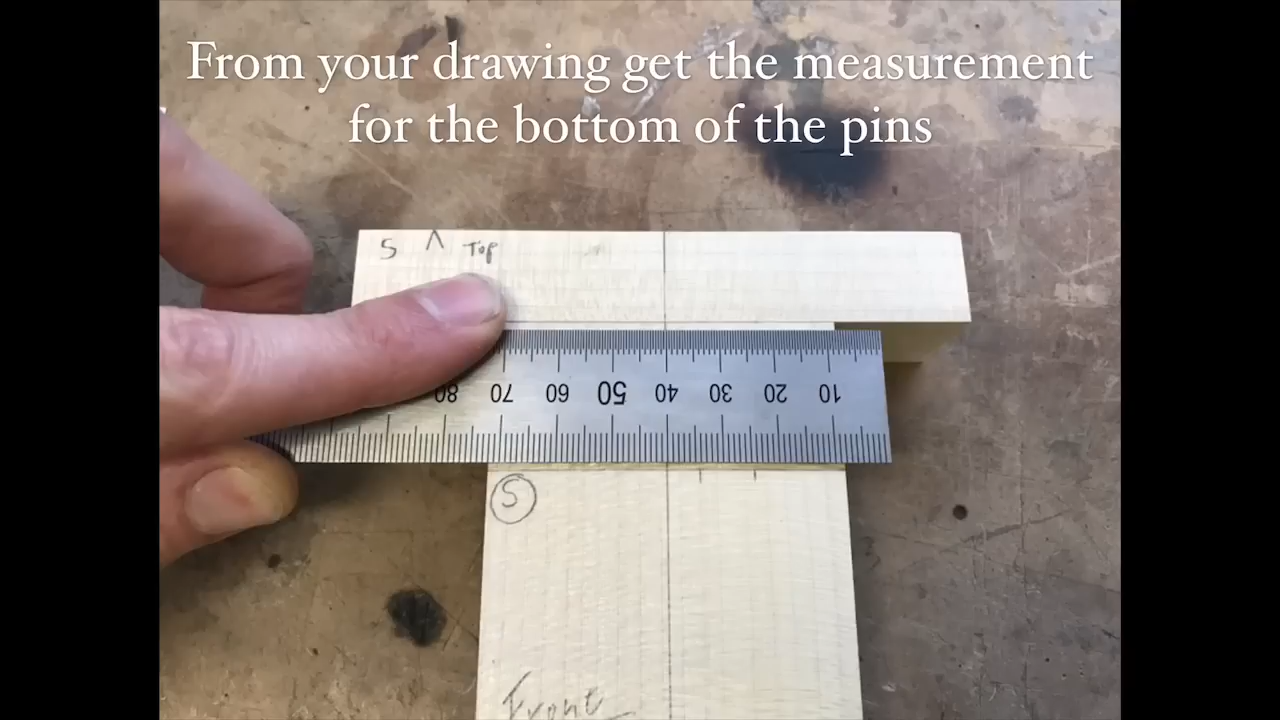 From your drawing get the measurement
for the bottom of the pins
S ^ Top
80 70 60 50 40 30 20 10
S
Front